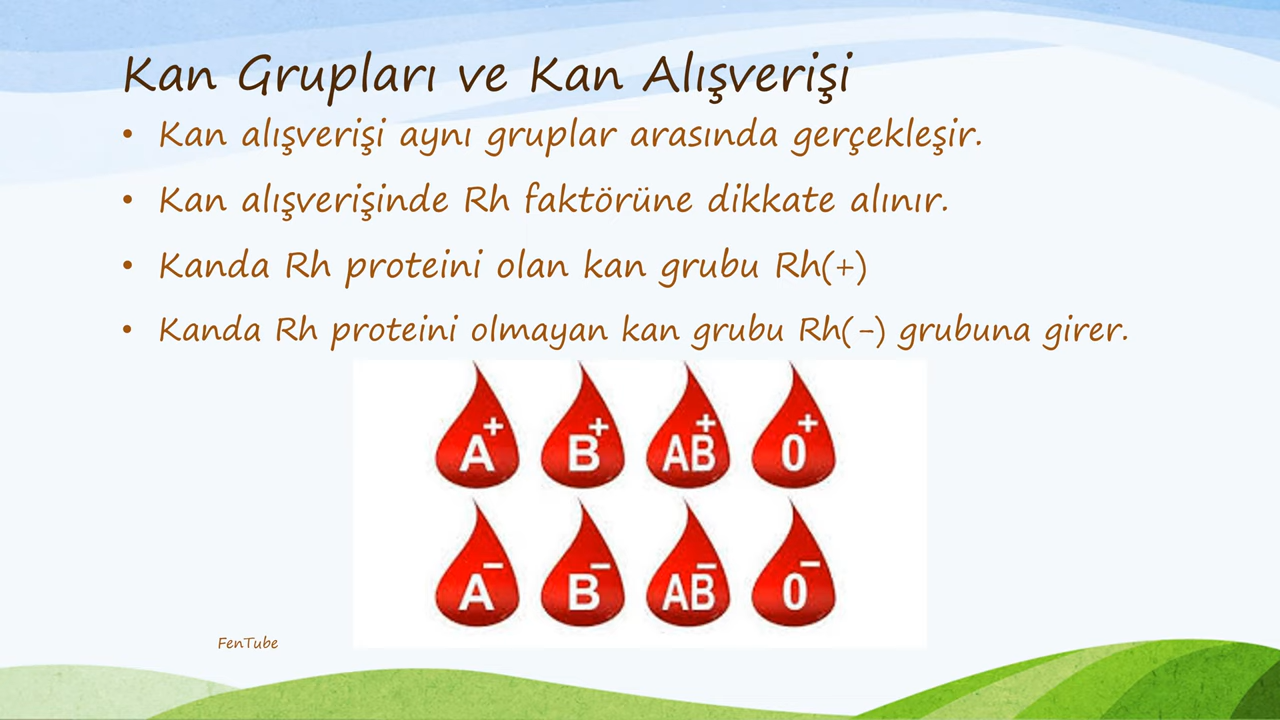 Kan Grupları ve Kan Alışverişi
• Kan alışverişi aynı gruplar arasında gerçekleşir.
• Kan alışverişinde Rh faktörüne dikkate alınır.
• Kanda Rh proteini olan kan grubu Rh(+)
• Kanda Rh proteini olmayan kan grubu Rh(-) grubuna girer.
A+ B+ AB+ 0+
A- B- AB- 0-
FenTube